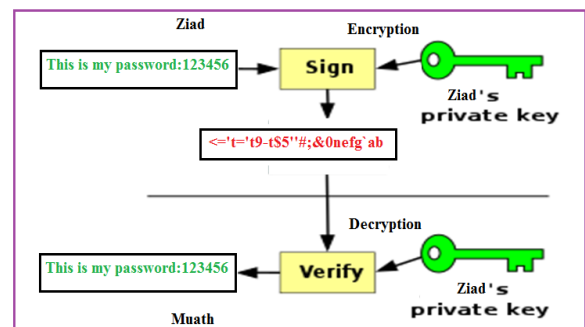 Ziad
Encryption
This is my password:123456
Sign
Ziad's
private key
<='t='t9-t$5''#;&0nefg`ab
Decryption
This is my password:123456
Verify
Ziad's
private key
Muath